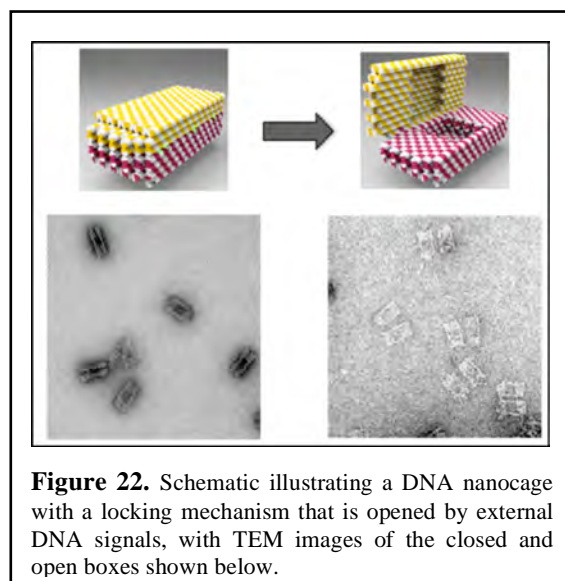 Figure 22. Schematic illustrating a DNA nanocage
with a locking mechanism that is opened by external
DNA signals, with TEM images of the closed and
open boxes shown below.